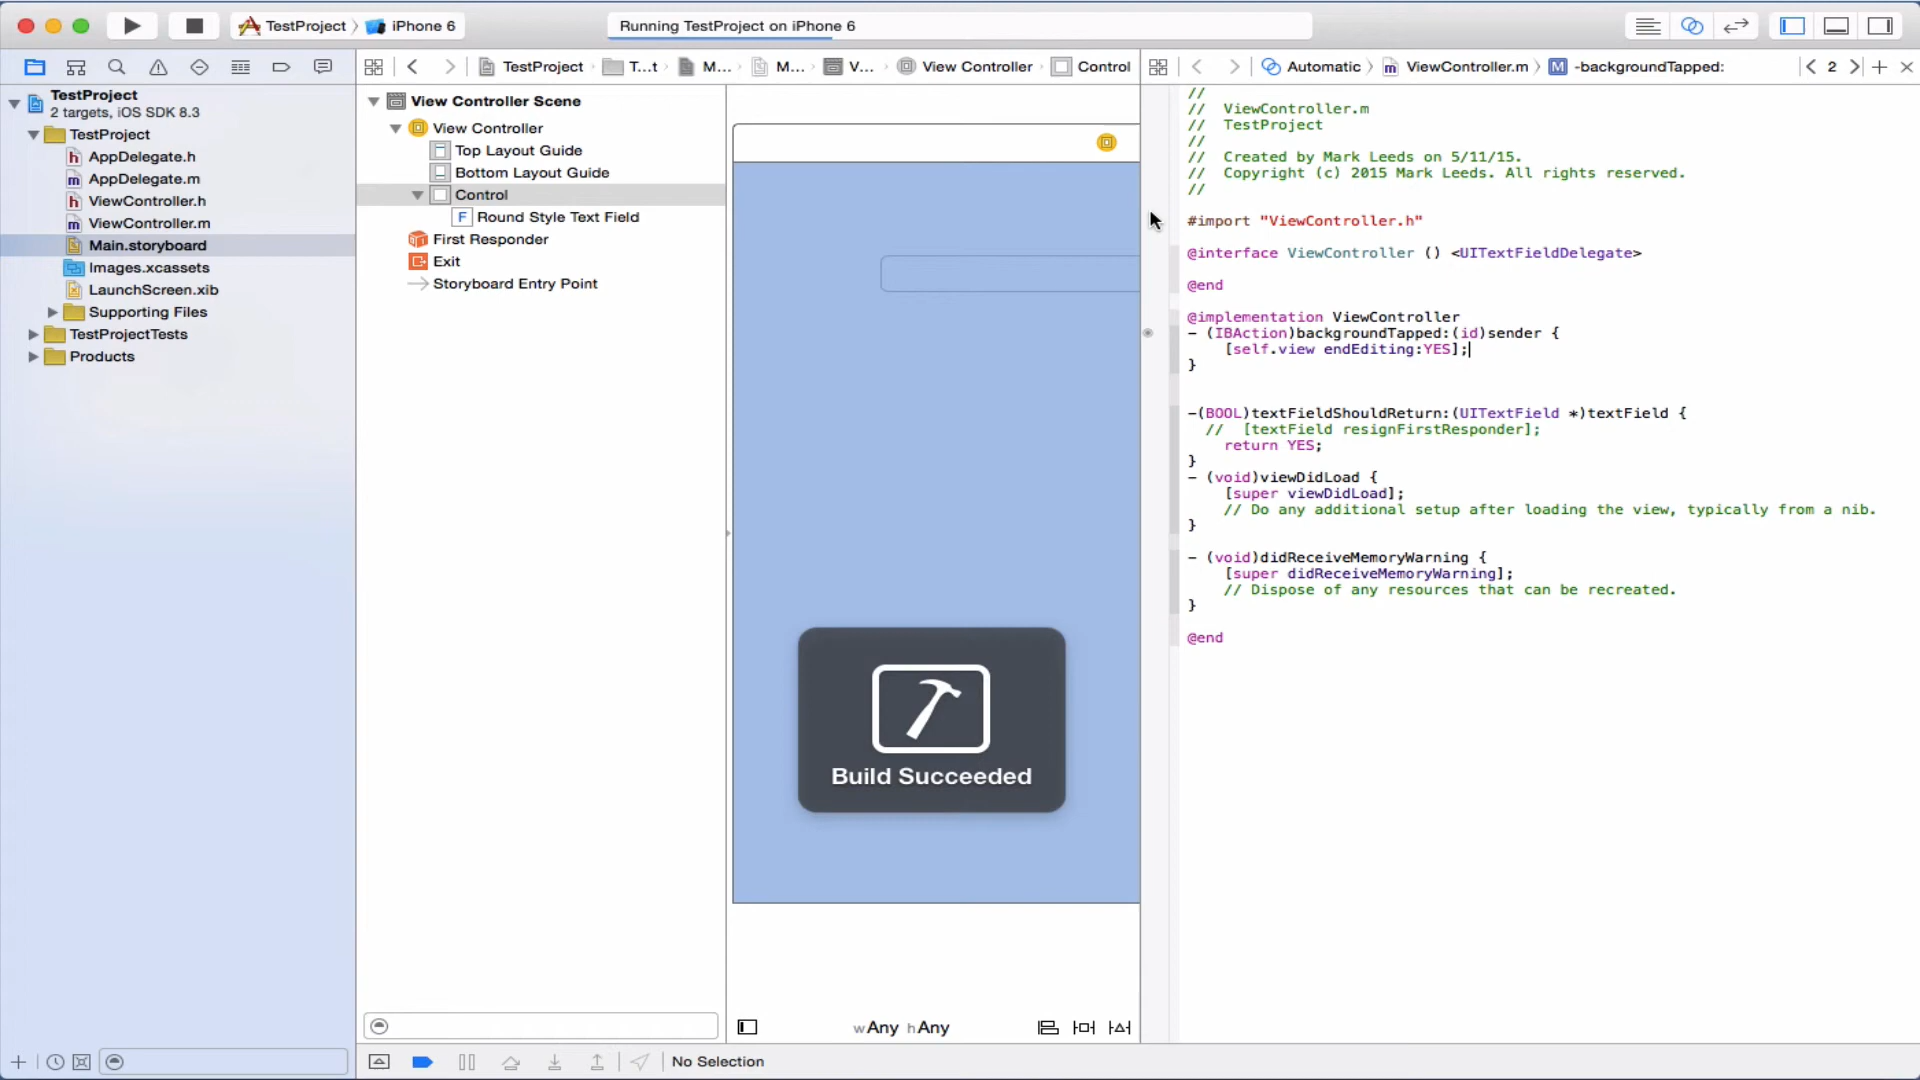 TestProject iPhone 6
Running TestProject on iPhone 6
TestProject T...t M... M... V... View Controller Control
Automatic ViewController.m -backgroundTapped: 2
TestProject
2 targets, iOS SDK 8.3
TestProject
AppDelegate.h
AppDelegate.m
ViewController.h
ViewController.m
Main.storyboard
Images.xcassets
LaunchScreen.xib
Supporting Files
TestProjectTests
Products
View Controller Scene
View Controller
Top Layout Guide
Bottom Layout Guide
Control
F Round Style Text Field
First Responder
Exit
Storyboard Entry Point
Build Succeeded
wAny hAny
//
// ViewController.m
// TestProject
//
// Created by Mark Leeds on 5/11/15.
// Copyright (c) 2015 Mark Leeds. All rights reserved.
//
#import "ViewController.h"
@interface ViewController () <UITextFieldDelegate>
@end
@implementation ViewController
- (IBAction)backgroundTapped:(id)sender {
[self.view endEditing:YES];
}
-(BOOL)textFieldShouldReturn:(UITextField *)textField {
// [textField resignFirstResponder];
return YES;
}
- (void)viewDidLoad {
[super viewDidLoad];
// Do any additional setup after loading the view, typically from a nib.
}
- (void)didReceiveMemoryWarning {
[super didReceiveMemoryWarning];
// Dispose of any resources that can be recreated.
}
@end
No Selection